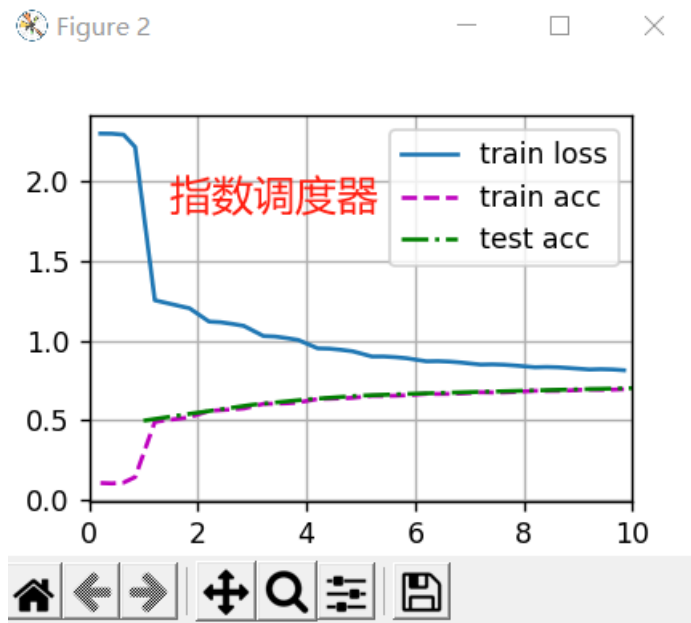 Figure 2
train loss
train acc
test acc
指数调度器
2.0
1.5
1.0
0.5
0.0
0 2 4 6 8 10